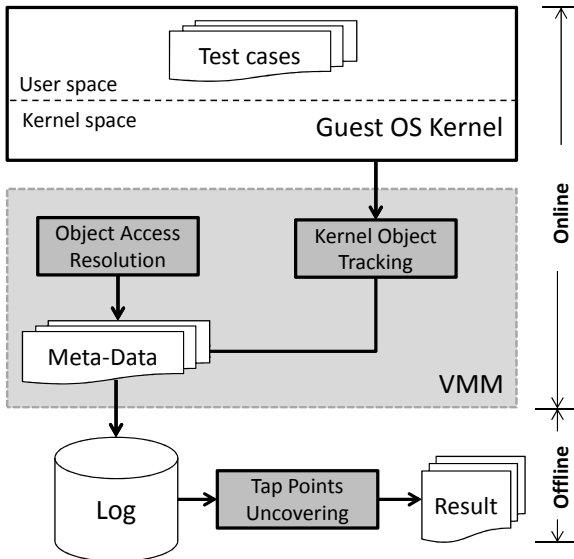 Test cases
User space
Kernel space
Guest OS Kernel
Object Access
Resolution
Kernel Object
Tracking
Meta-Data
VMM
Online
Log
Tap Points
Uncovering
Result
Offline